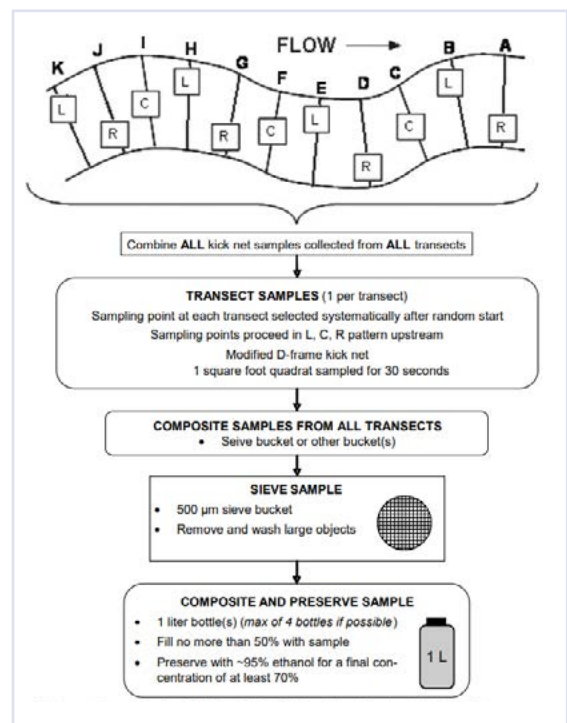 FLOW
K J I H G F E D C B A
L R C L R C L R C L R
Combine ALL kick net samples collected from ALL transects
TRANSECT SAMPLES (1 per transect)
Sampling point at each transect selected systematically after random start
Sampling points proceed in L, C, R pattern upstream
Modified D-frame kick net
1 square foot quadrat sampled for 30 seconds
COMPOSITE SAMPLES FROM ALL TRANSECTS
• Seive bucket or other bucket(s)
SIEVE SAMPLE
• 500 µm sieve bucket
• Remove and wash large objects
COMPOSITE AND PRESERVE SAMPLE
• 1 liter bottle(s) (max of 4 bottles if possible)
• Fill no more than 50% with sample
• Preserve with ~95% ethanol for a final con-
centration of at least 70%
1 L